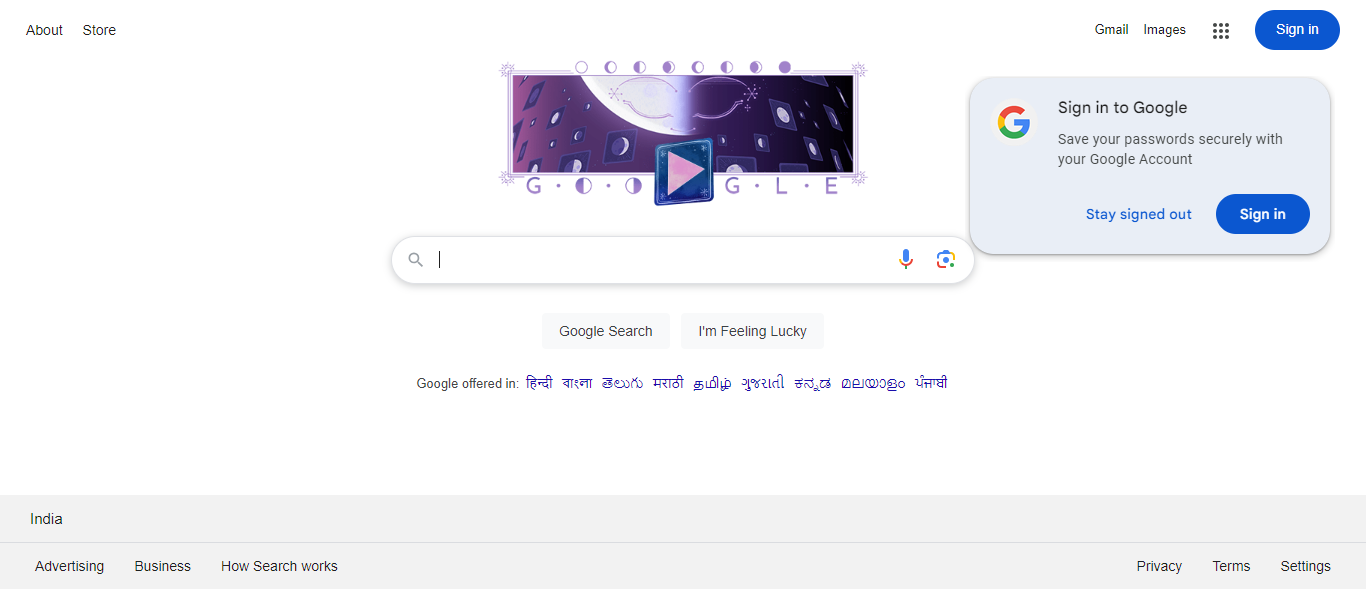 About Store
Gmail Images Sign in
Sign in to Google
Save your passwords securely with
your Google Account
Stay signed out Sign in
G · O · O G · L · E
Google Search I'm Feeling Lucky
Google offered in: हिन्दी বাংলা తెలుగు मराठी தமிழ் ગુજરાતી ಕನ್ನಡ മലയാളം ਪੰਜਾਬੀ
India
Advertising Business How Search works
Privacy Terms Settings